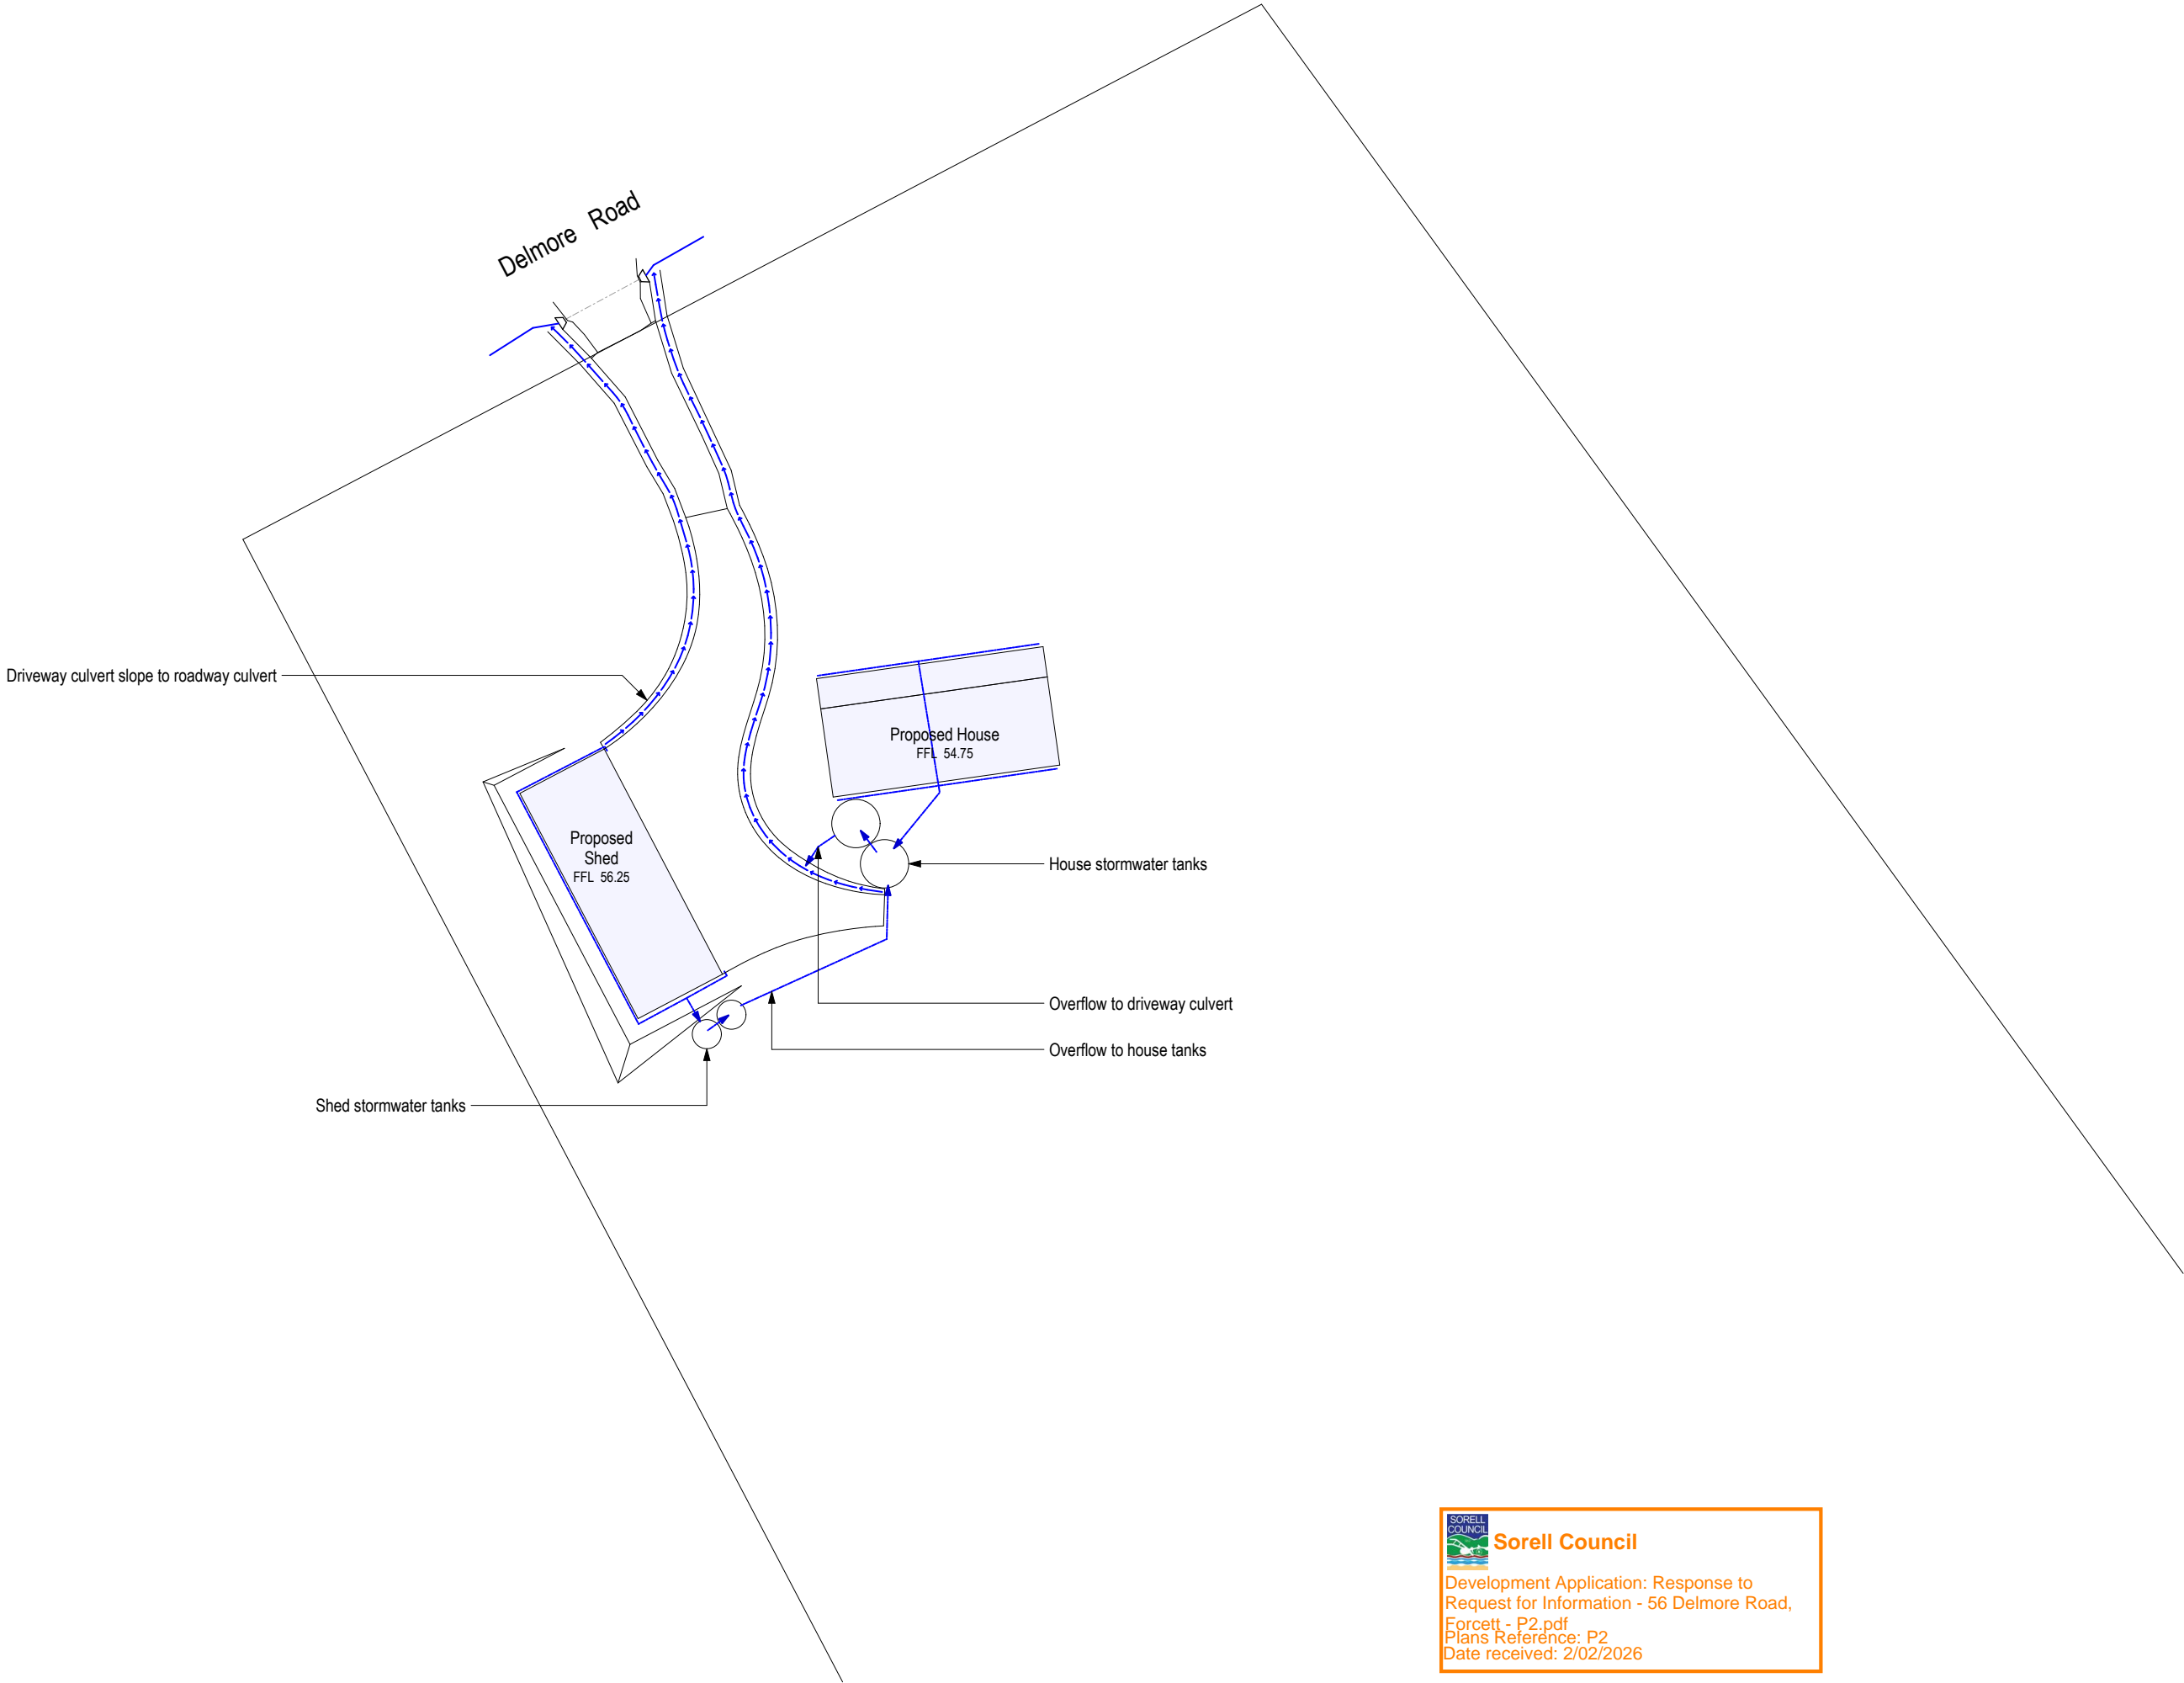 Delmore Road
Driveway culvert slope to roadway culvert
Proposed House
FFL 54.75
Proposed
Shed
FFL 56.25
House stormwater tanks
Overflow to driveway culvert
Overflow to house tanks
Shed stormwater tanks
SORELL
COUNCIL
Sorell Council
Development Application: Response to
Request for Information - 56 Delmore Road,
Forcett - P2.pdf
Plans Reference: P2
Date received: 2/02/2026